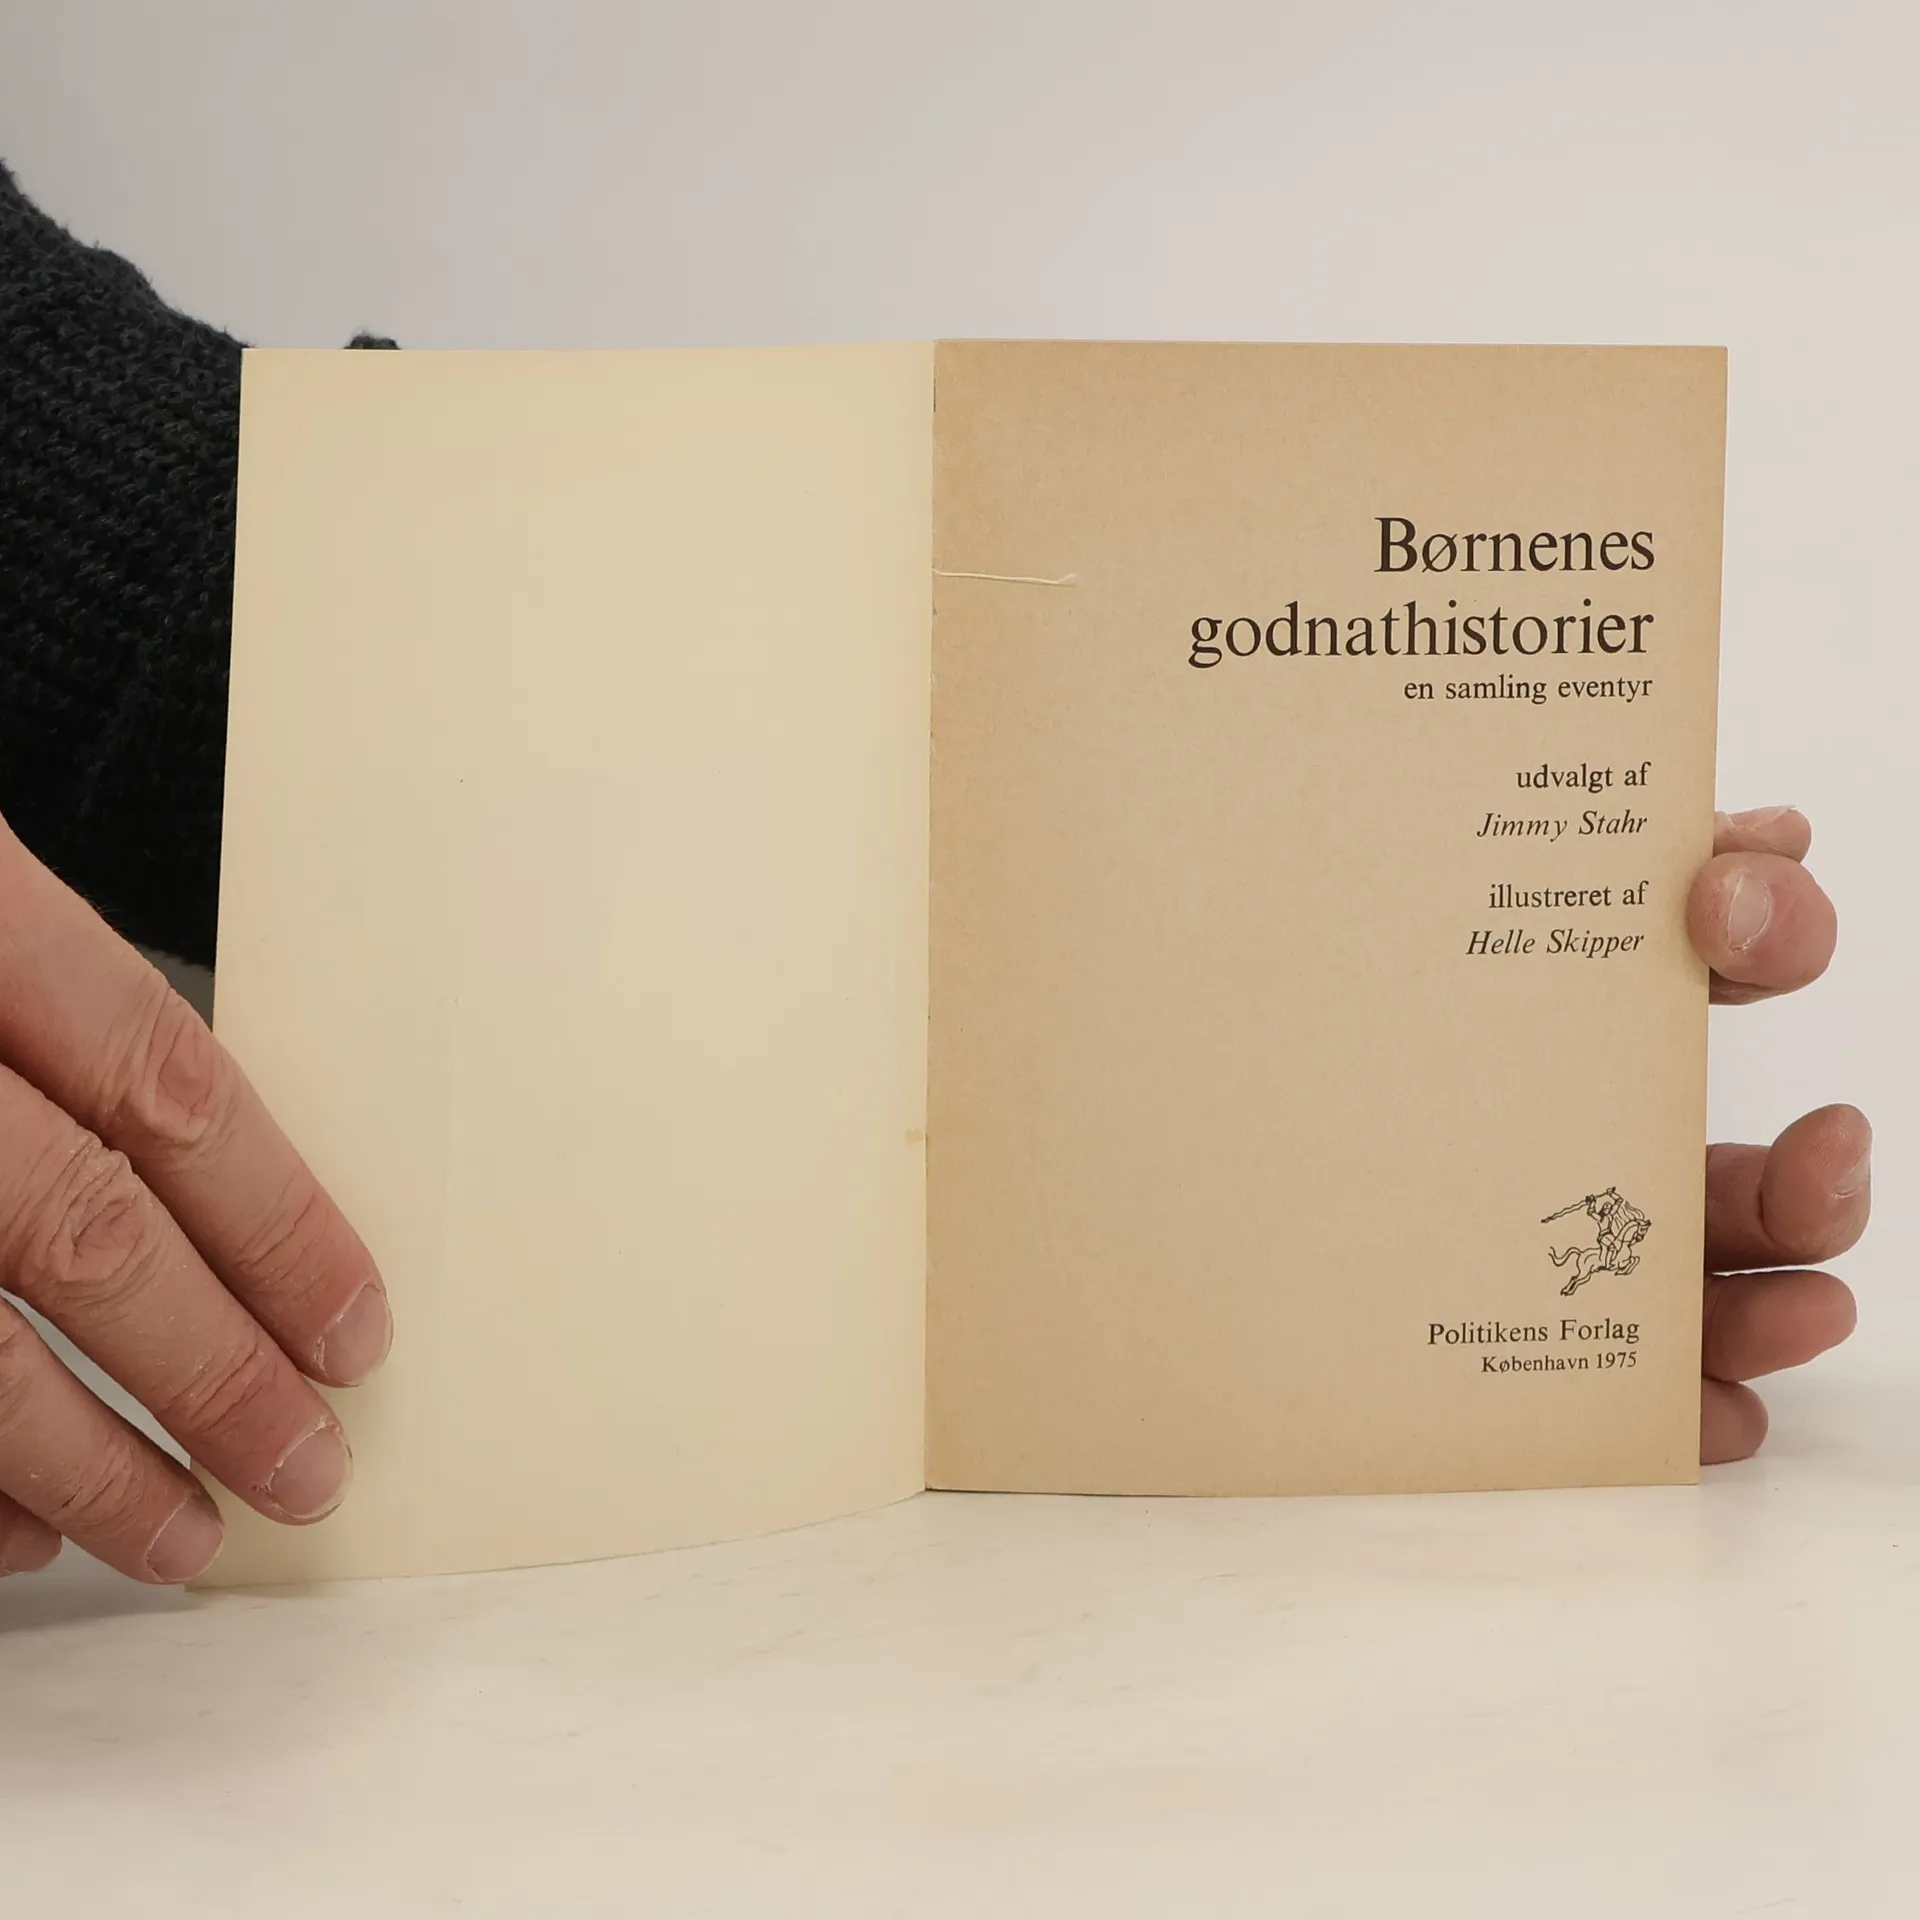 Børnenes
godnathistorier
en samling eventyr
udvalgt af
Jimmy Stahr
illustreret af
Helle Skipper
Politikens Forlag
København 1975